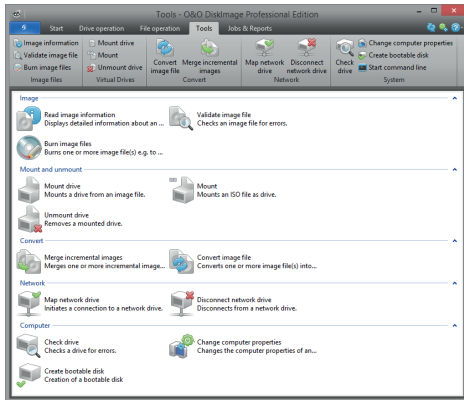 Tools - O&O DiskImage Professional Edition
Start Drive operation File operation Tools Jobs & Reports
Image information
Validate image file
Burn image files
Image files
Mount drive
Mount
Unmount drive
Virtual Drives
Convert image file
Merge incremental images
Convert
Map network drive
Disconnect network drive
Network
Check drive
Change computer properties
Create bootable disk
Start command line
System
Image
Read image information
Displays detailed information about an ...
Validate image file
Checks an image file for errors.
Burn image files
Burns one or more image file(s) e.g. to ...
Mount and unmount
Mount drive
Mounts a drive from an image file.
Mount
Mounts an ISO file as drive.
Unmount drive
Removes a mounted drive.
Convert
Merge incremental images
Merges one or more incremental image...
Convert image file
Converts one or more image file(s) into...
Network
Map network drive
Initiates a connection to a network drive.
Disconnect network drive
Disconnects from a network drive.
Computer
Check drive
Checks a drive for errors.
Change computer properties
Changes the computer properties of an...
Create bootable disk
Creation of a bootable disk